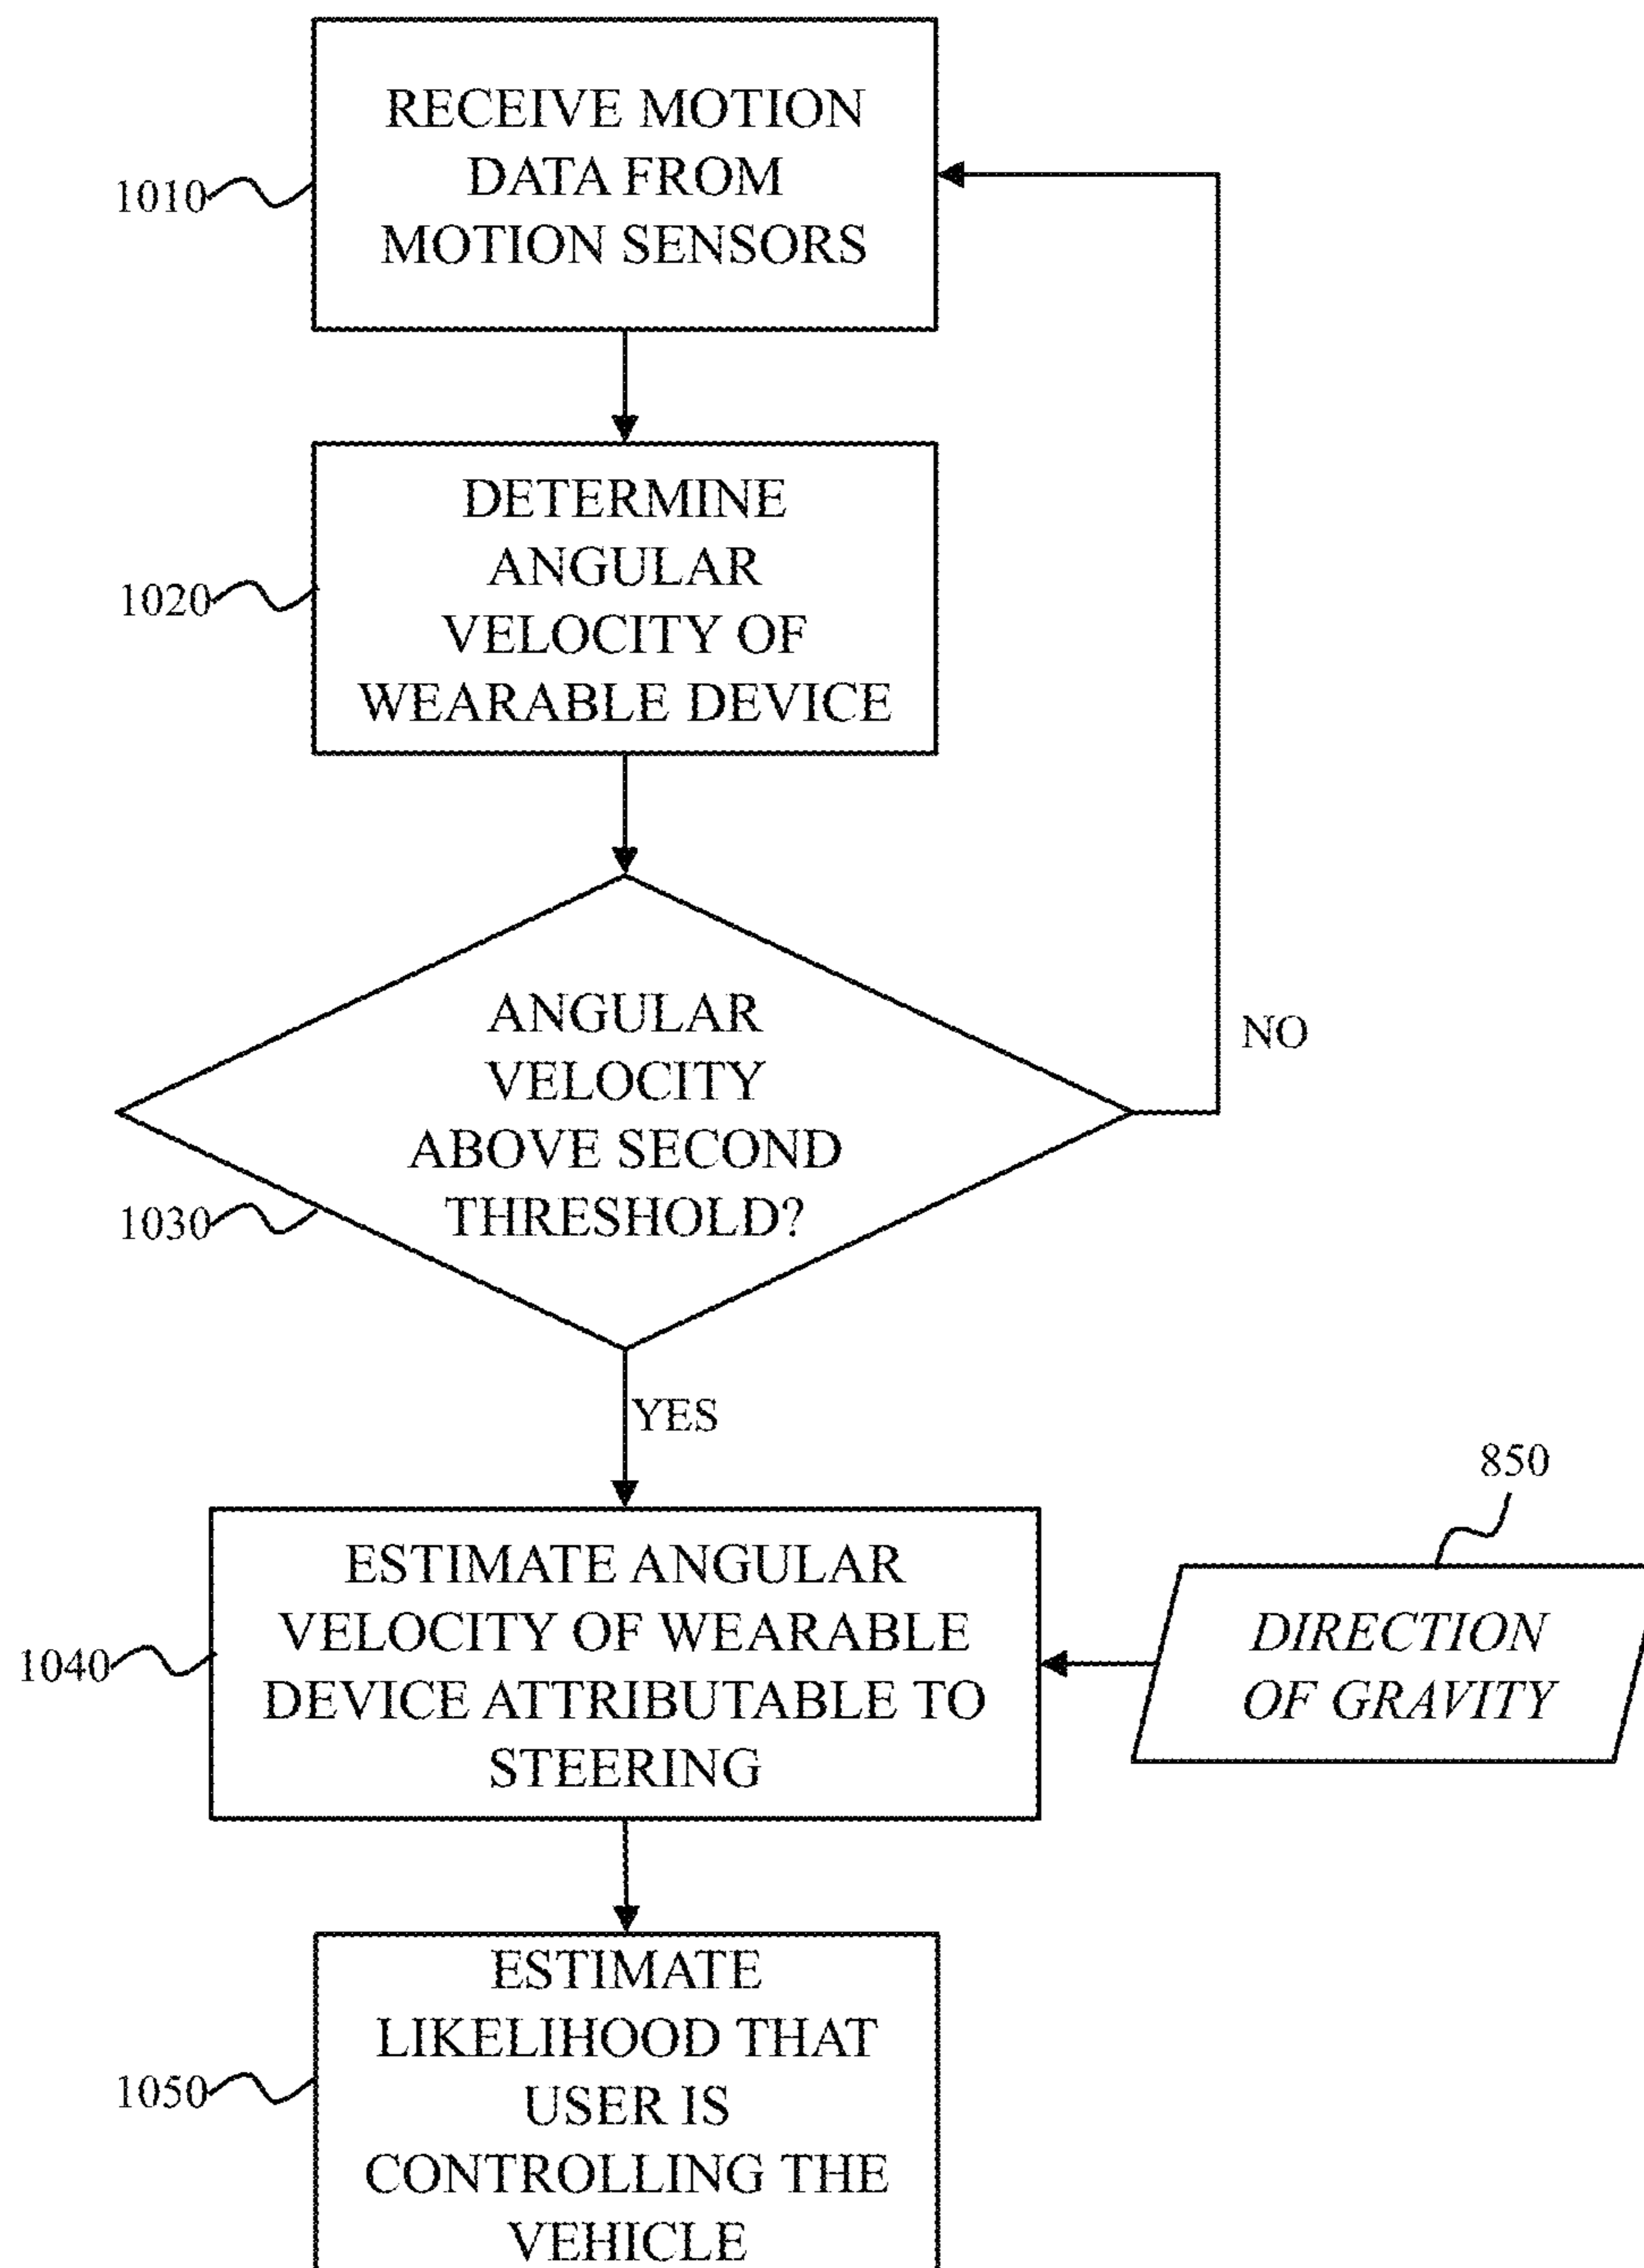 RECEIVE MOTION
DATA FROM
MOTION SENSORS
1010
DETERMINE
ANGULAR
VELOCITY OF
WEARABLE DEVICE
1020
ANGULAR
VELOCITY
ABOVE SECOND
THRESHOLD?
1030
NO
YES
ESTIMATE ANGULAR
VELOCITY OF WEARABLE
DEVICE ATTRIBUTABLE TO
STEERING
1040
850
DIRECTION
OF GRAVITY
ESTIMATE
LIKELIHOOD THAT
USER IS
CONTROLLING THE
VEHICLE
1050